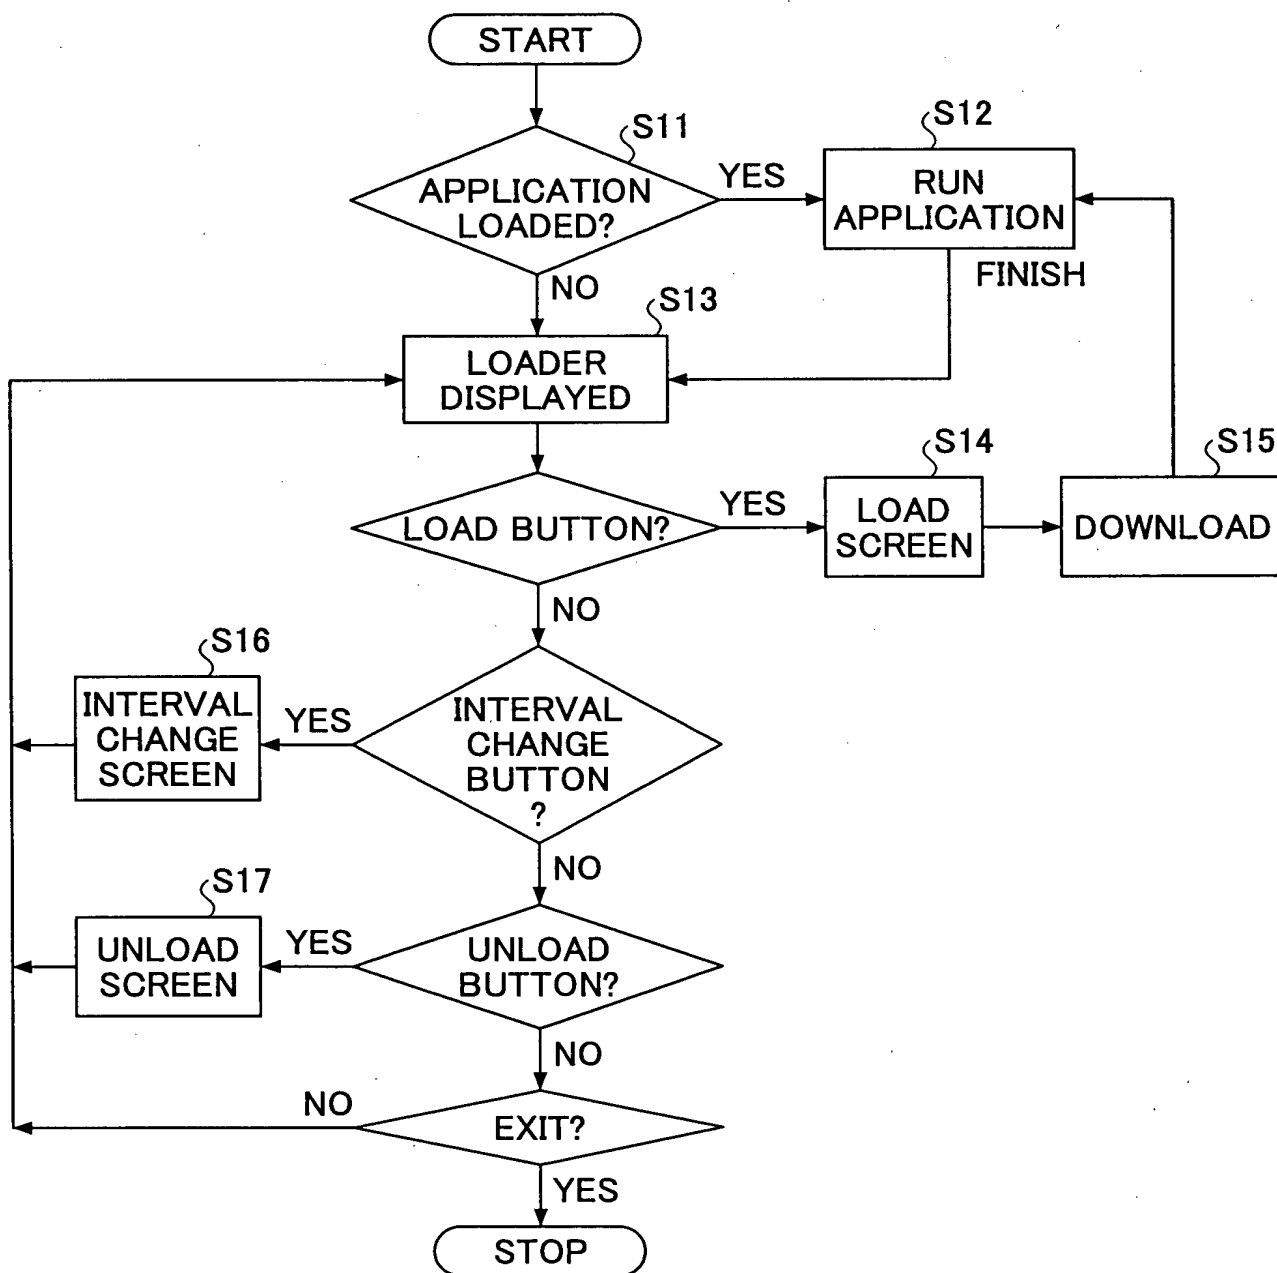 START
S11
APPLICATION
LOADED?
YES
S12
RUN
APPLICATION
FINISH
NO
S13
LOADER
DISPLAYED
LOAD BUTTON?
YES
S14
LOAD
SCREEN
S15
DOWNLOAD
NO
S16
INTERVAL
CHANGE
SCREEN
YES
INTERVAL
CHANGE
BUTTON
?
NO
S17
UNLOAD
SCREEN
YES
UNLOAD
BUTTON?
NO
NO
EXIT?
YES
STOP